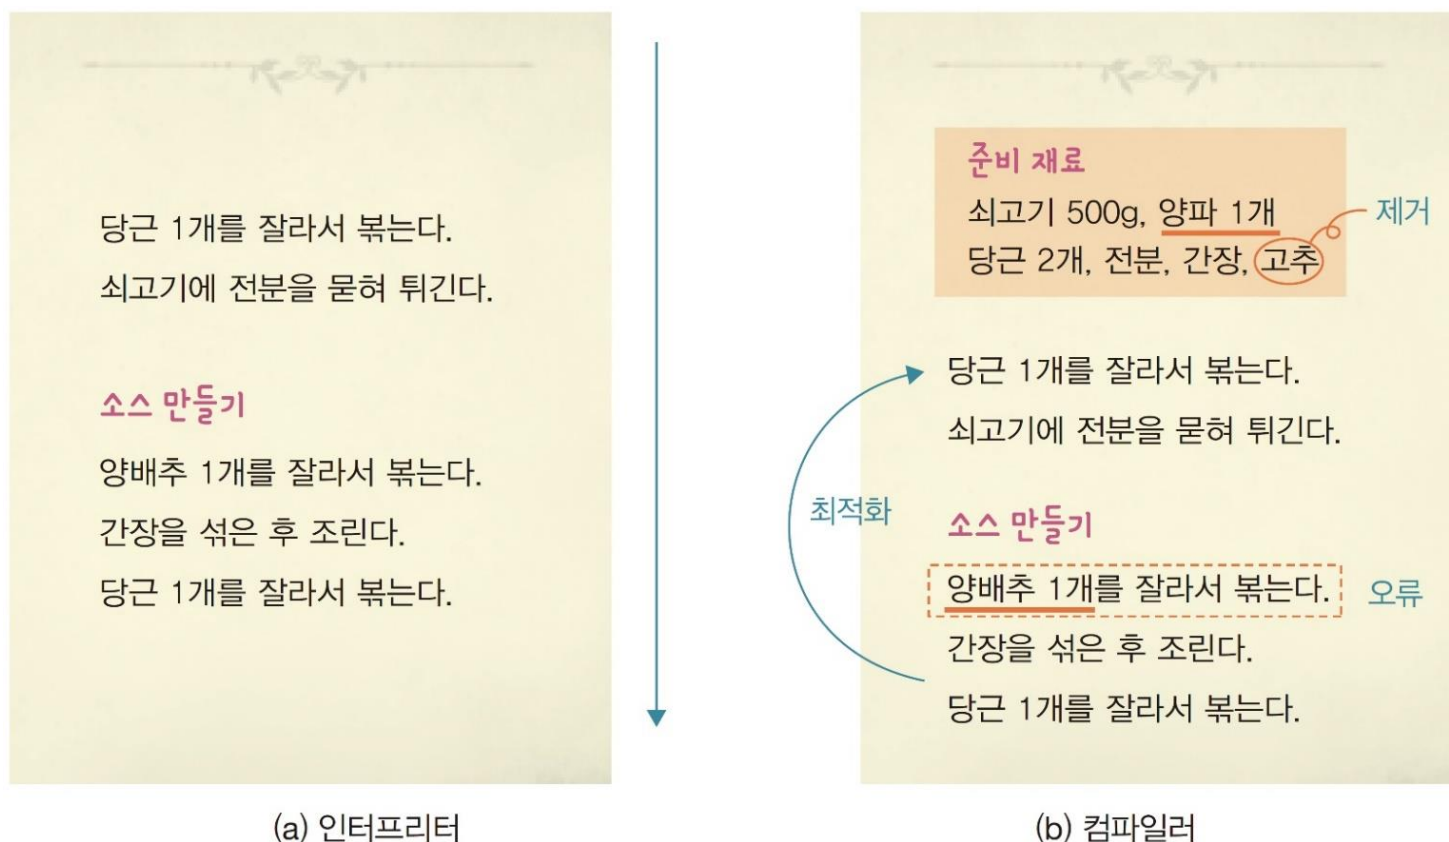 당근 1개를 잘라서 볶는다.
쇠고기에 전분을 묻혀 튀긴다.
소스 만들기
양배추 1개를 잘라서 볶는다.
간장을 섞은 후 조린다.
당근 1개를 잘라서 볶는다.
(a) 인터프리터
준비 재료
쇠고기 500g, 양파 1개
당근 2개, 전분, 간장, 고추
제거
당근 1개를 잘라서 볶는다.
쇠고기에 전분을 묻혀 튀긴다.
최적화
소스 만들기
양배추 1개를 잘라서 볶는다.
오류
간장을 섞은 후 조린다.
당근 1개를 잘라서 볶는다.
(b) 컴파일러